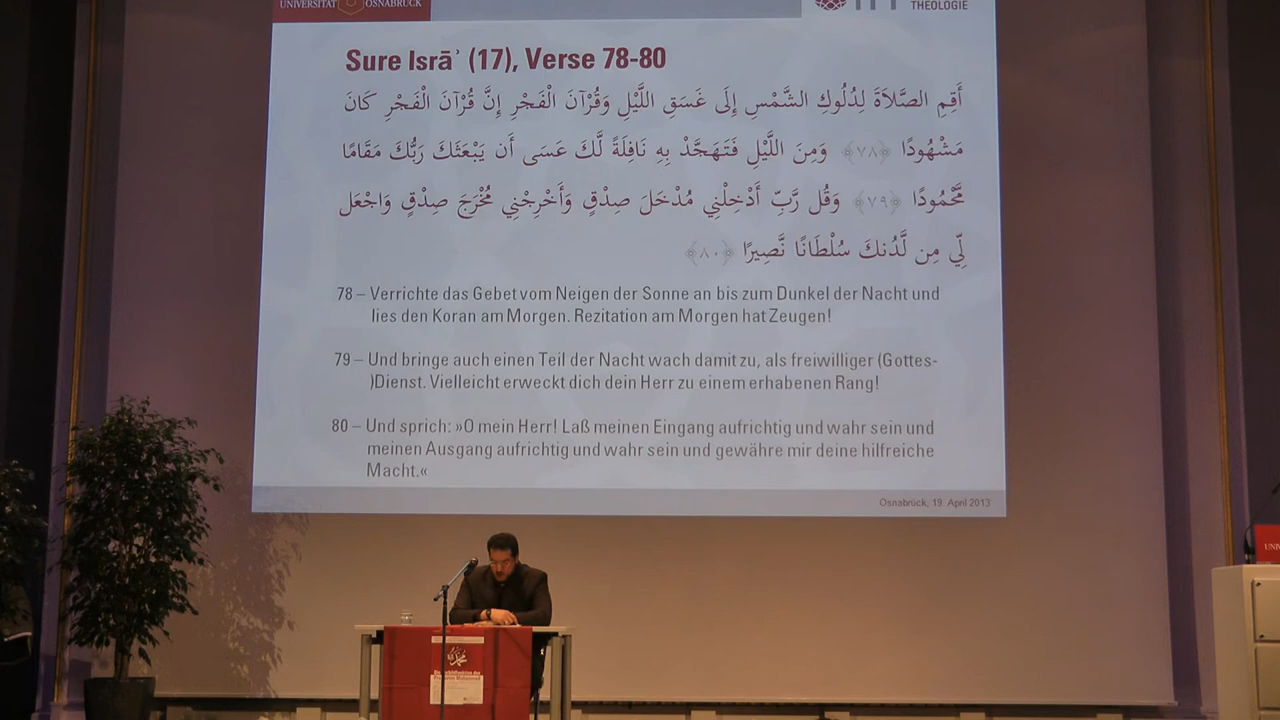 UNIVERSITÄT OSNABRÜCK
THEOLOGIE
Sure Isrāʾ (17), Verse 78-80
أَقِمِ الصَّلاَةَ لِدُلُوكِ الشَّمْسِ إِلَى غَسَقِ اللَّيْلِ وَقُرْآنَ الْفَجْرِ إِنَّ قُرْآنَ الْفَجْرِ كَانَ
مَشْهُودًا ﴿٧٨﴾ وَمِنَ اللَّيْلِ فَتَهَجَّدْ بِهِ نَافِلَةً لَّكَ عَسَى أَن يَبْعَثَكَ رَبُّكَ مَقَامًا
مَّحْمُودًا ﴿٧٩﴾ وَقُل رَّبِّ أَدْخِلْنِي مُدْخَلَ صِدْقٍ وَأَخْرِجْنِي مُخْرَجَ صِدْقٍ وَاجْعَل
لِّي مِن لَّدُنكَ سُلْطَانًا نَّصِيرًا ﴿٨٠﴾
78 – Verrichte das Gebet vom Neigen der Sonne an bis zum Dunkel der Nacht und
lies den Koran am Morgen. Rezitation am Morgen hat Zeugen!
79 – Und bringe auch einen Teil der Nacht wach damit zu, als freiwilliger (Gottes-
)Dienst. Vielleicht erweckt dich dein Herr zu einem erhabenen Rang!
80 – Und sprich: »O mein Herr! Laß meinen Eingang aufrichtig und wahr sein und
meinen Ausgang aufrichtig und wahr sein und gewähre mir deine hilfreiche
Macht.«
Osnabrück, 19. April 2013
محمد